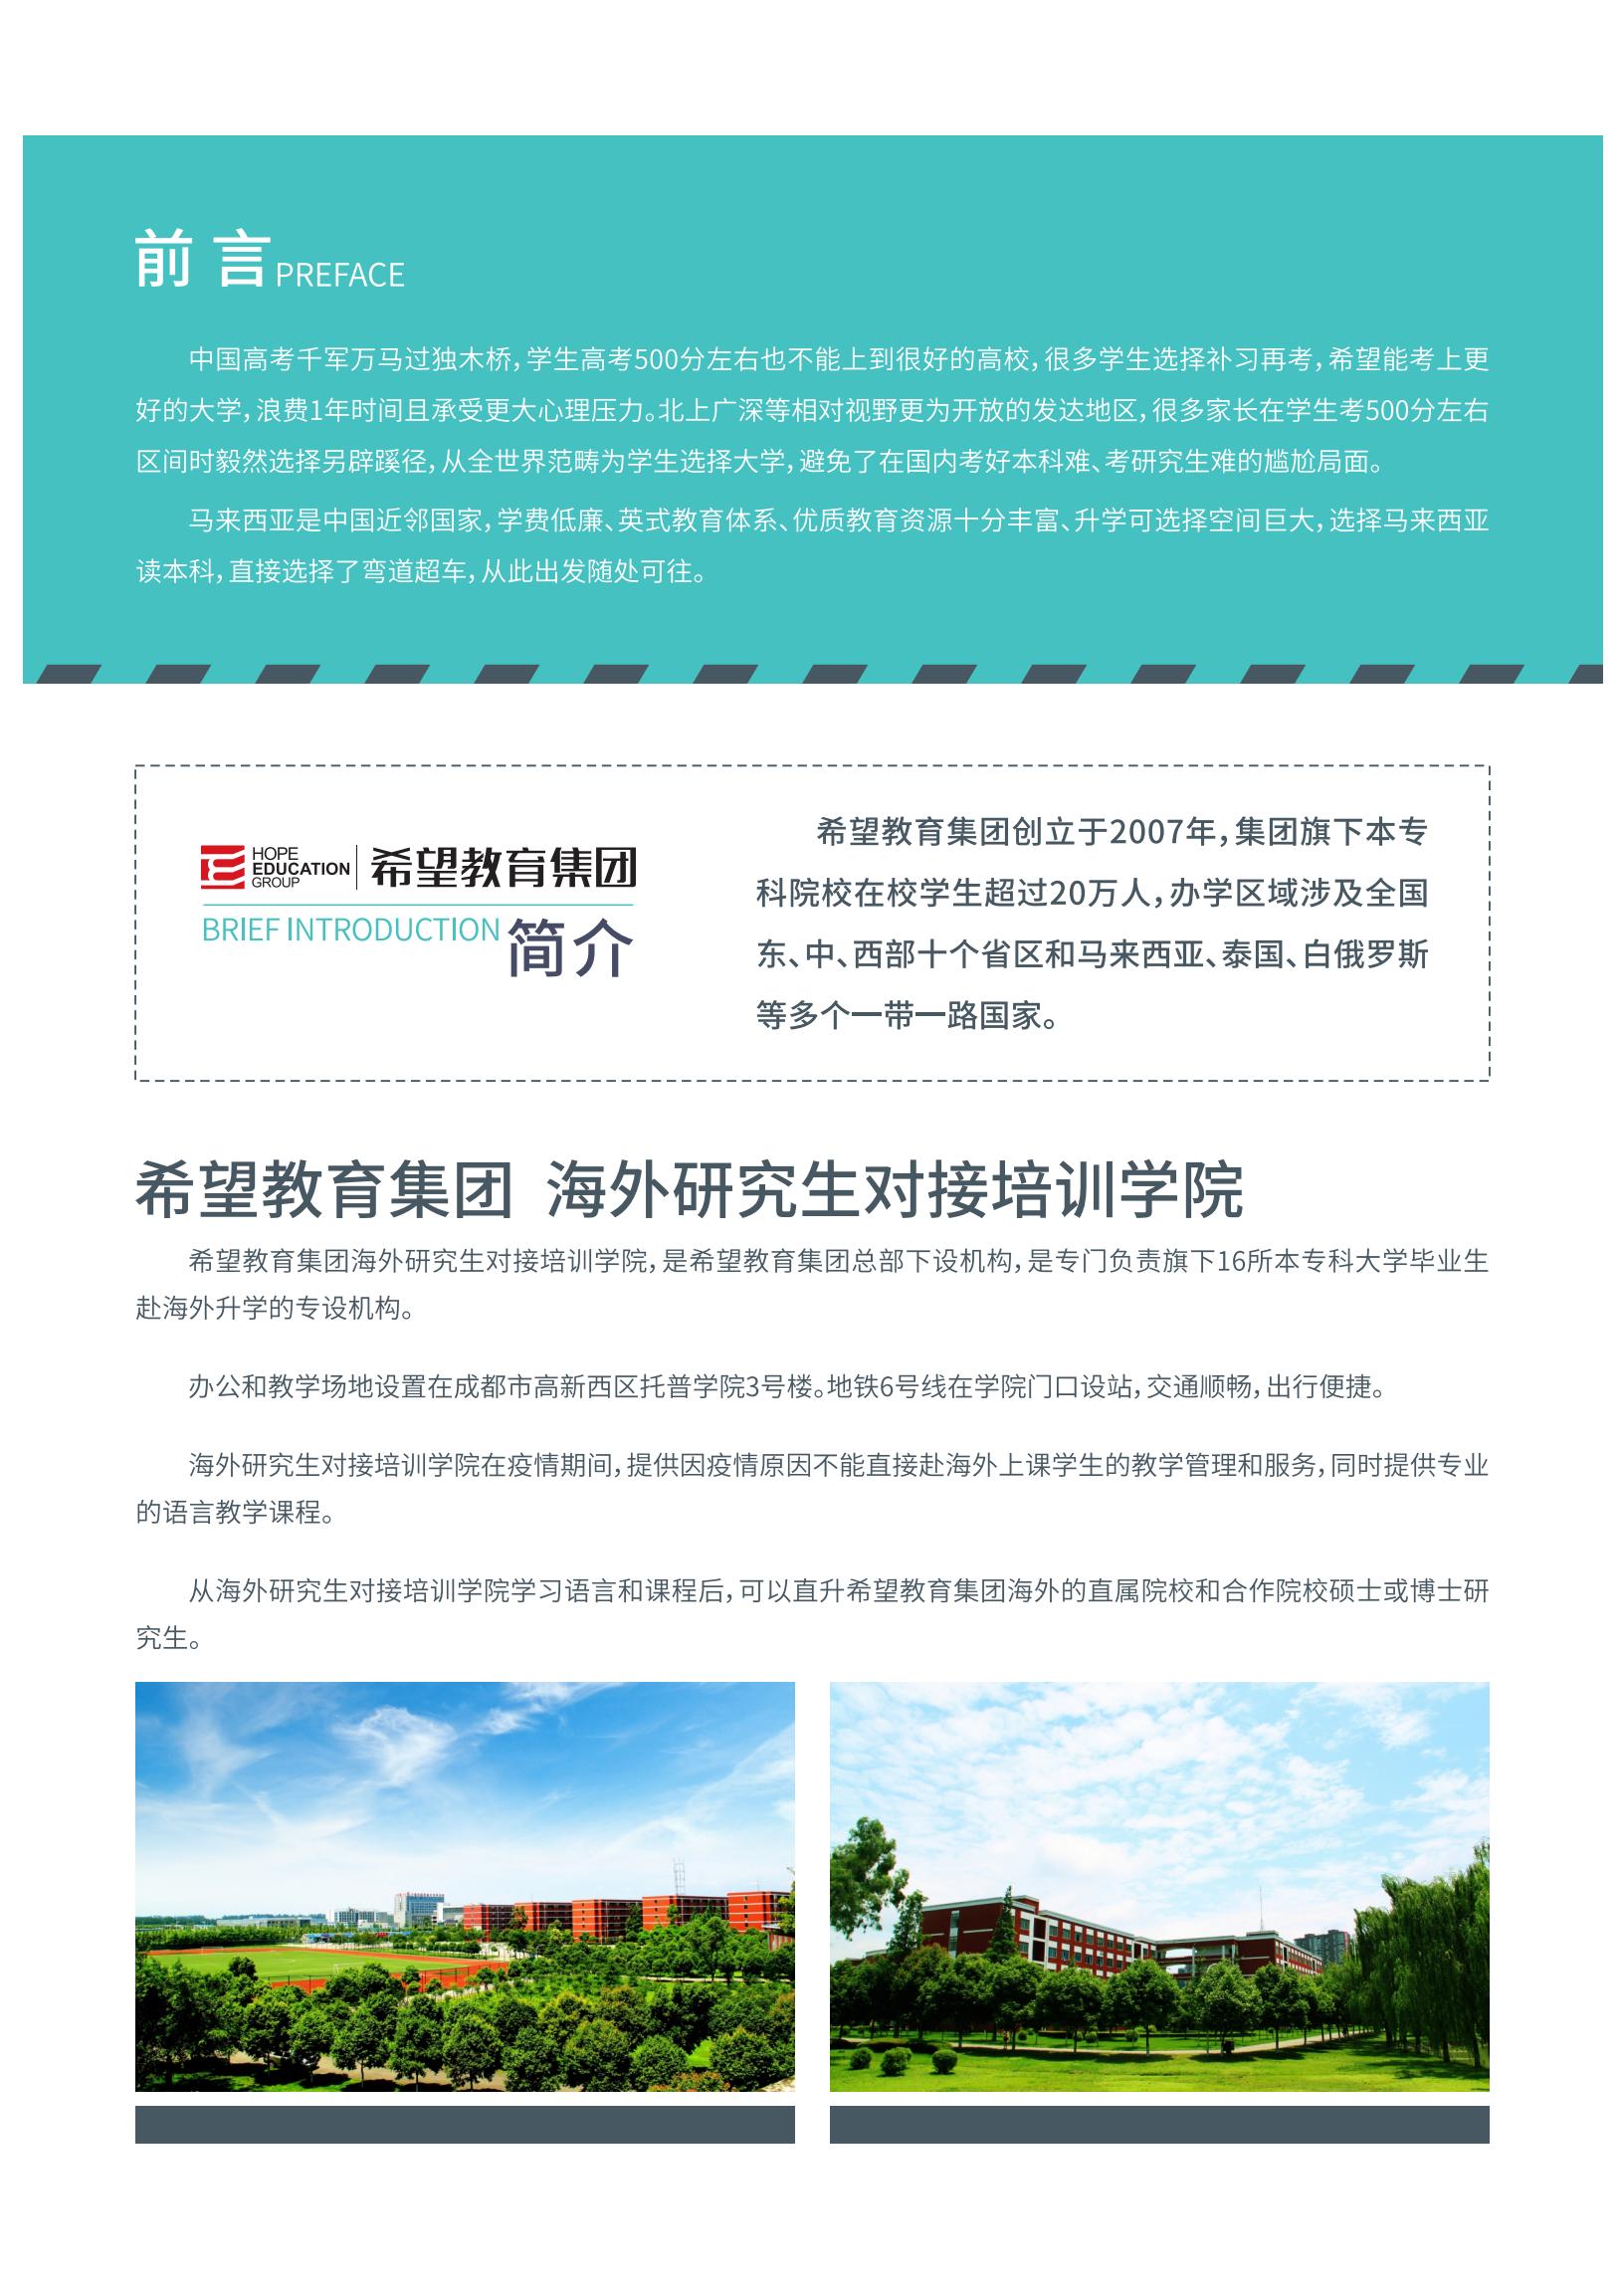 前 言 PREFACE
中国高考千军万马过独木桥，学生高考500分左右也不能上到很好的高校，很多学生选择补习再考，希望能考上更
好的大学，浪费1年时间且承受更大心理压力。北上广深等相对视野更为开放的发达地区，很多家长在学生考500分左右
区间时毅然选择另辟蹊径，从全世界范畴为学生选择大学，避免了在国内考好本科难、考研究生难的尴尬局面。
马来西亚是中国近邻国家，学费低廉、英式教育体系、优质教育资源十分丰富、升学可选择空间巨大，选择马来西亚
读本科，直接选择了弯道超车，从此出发随处可往。
HOPE
EDUCATION
GROUP
希望教育集团
BRIEF INTRODUCTION 简介
希望教育集团创立于2007年，集团旗下本专
科院校在校学生超过20万人，办学区域涉及全国
东、中、西部十个省区和马来西亚、泰国、白俄罗斯
等多个一带一路国家。
希望教育集团 海外研究生对接培训学院
希望教育集团海外研究生对接培训学院，是希望教育集团总部下设机构，是专门负责旗下16所本专科大学毕业生
赴海外升学的专设机构。
办公和教学场地设置在成都市高新西区托普学院3号楼。地铁6号线在学院门口设站，交通顺畅，出行便捷。
海外研究生对接培训学院在疫情期间，提供因疫情原因不能直接赴海外上课学生的教学管理和服务，同时提供专业
的语言教学课程。
从海外研究生对接培训学院学习语言和课程后，可以直升希望教育集团海外的直属院校和合作院校硕士或博士研
究生。